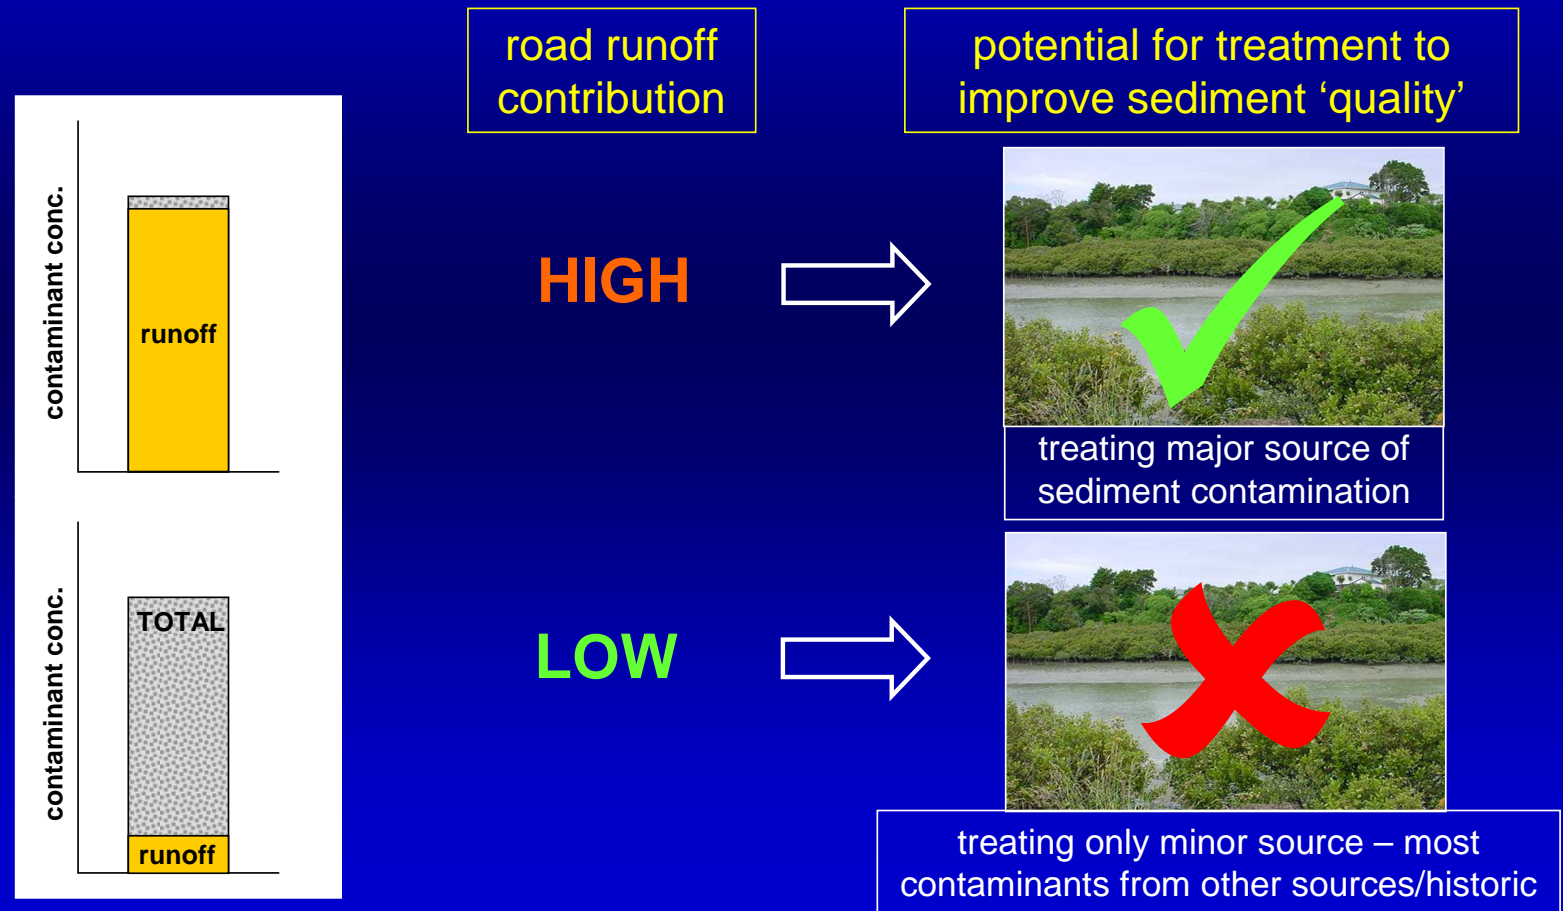 road runoff
contribution
potential for treatment to
improve sediment ‘quality’
contaminant conc.
runoff
HIGH
treating major source of
sediment contamination
contaminant conc.
TOTAL
runoff
LOW
treating only minor source – most
contaminants from other sources/historic